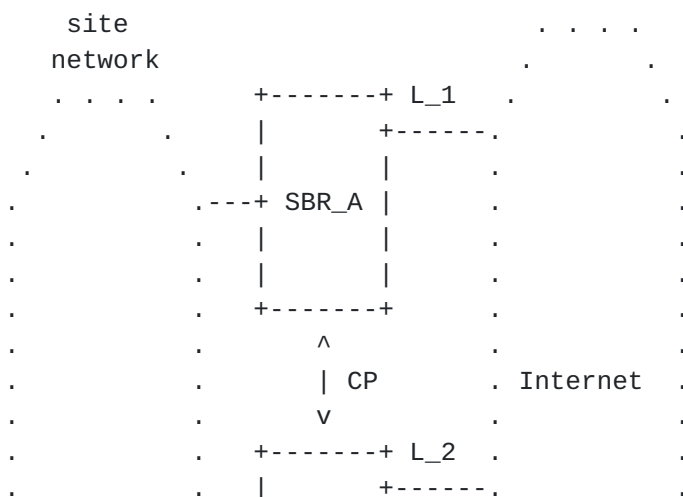 site                           . . . .
   network                        .       .
   . . . .      +-------+ L_1   .          .
  .       .     |       +------.            .
 .         .    |       |      .            .
.           .---+ SBR_A |      .            .
.           .   |       |      .            .
.           .   |       |      .            .
.           .   +-------+      .            .
.           .       ^          .            .
.           .       | CP       . Internet   .
.           .       v          .            .
.           .   +-------+ L_2  .            .
.           .   |       +------.            .